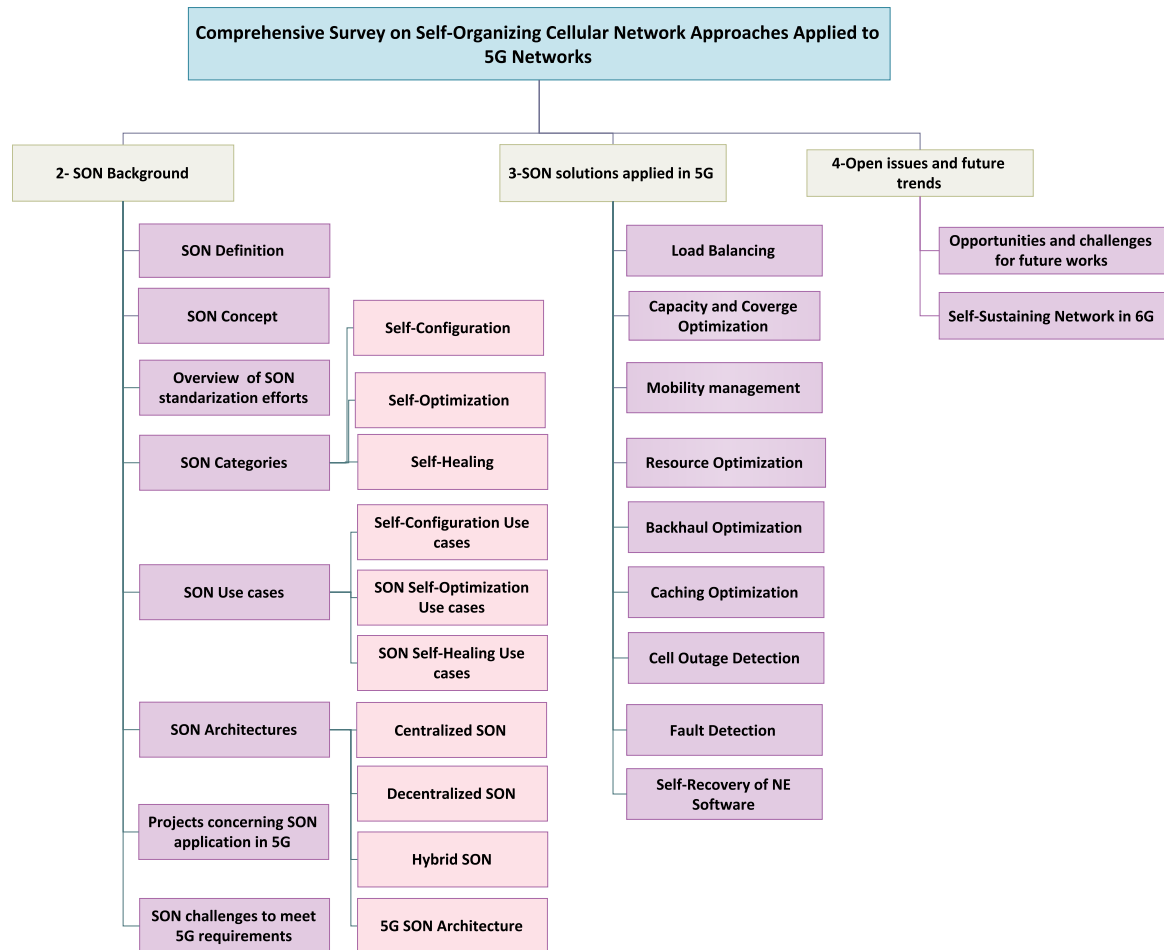 Comprehensive Survey on Self-Organizing Cellular Network Approaches Applied to
5G Networks
2- SON Background
SON Definition
SON Concept
Overview of SON
standarization efforts
SON Categories
Self-Configuration
Self-Optimization
Self-Healing
SON Use cases
Self-Configuration Use
cases
SON Self-Optimization
Use cases
SON Self-Healing Use
cases
SON Architectures
Centralized SON
Decentralized SON
Hybrid SON
5G SON Architecture
Projects concerning SON
application in 5G
SON challenges to meet
5G requirements
3-SON solutions applied in 5G
Load Balancing
Capacity and Coverge
Optimization
Mobility management
Resource Optimization
Backhaul Optimization
Caching Optimization
Cell Outage Detection
Fault Detection
Self-Recovery of NE
Software
4-Open issues and future
trends
Opportunities and challenges
for future works
Self-Sustaining Network in 6G